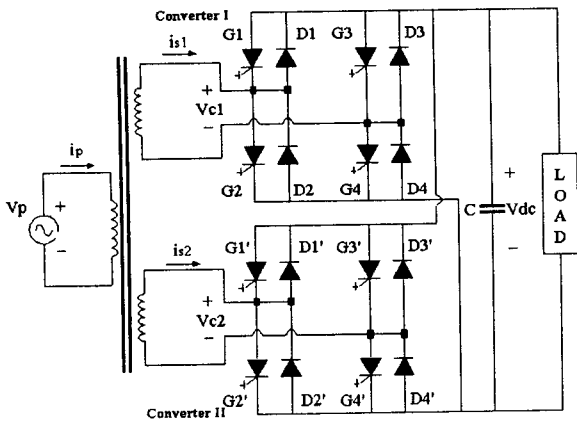 Converter I
G1 D1 G3 D3
is1
+
Vc1
−
G2 D2 G4 D4
ip
Vp
+
−
C
+
Vdc
−
LOAD
G1' D1' G3' D3'
is2
+
Vc2
−
G2' D2' G4' D4'
Converter II